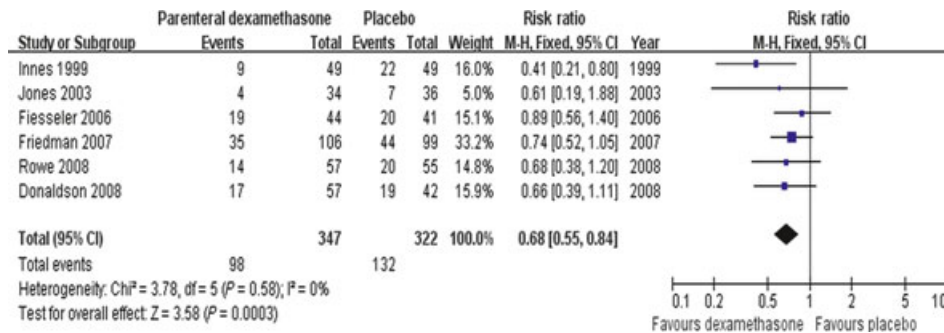 Parenteral dexamethasone Placebo Risk ratio Risk ratio
Study or Subgroup Events Total Events Total Weight M-H, Fixed, 95% CI Year M-H, Fixed, 95% CI
Innes 1999 9 49 22 49 16.0% 0.41 [0.21, 0.80] 1999
Jones 2003 4 34 7 36 5.0% 0.61 [0.19, 1.88] 2003
Fiesseler 2006 19 44 20 41 15.1% 0.89 [0.56, 1.40] 2006
Friedman 2007 35 106 44 99 33.2% 0.74 [0.52, 1.05] 2007
Rowe 2008 14 57 20 55 14.8% 0.68 [0.38, 1.20] 2008
Donaldson 2008 17 57 19 42 15.9% 0.66 [0.39, 1.11] 2008
Total (95% CI) 347 322 100.0% 0.68 [0.55, 0.84]
Total events 98 132
Heterogeneity: Chi² = 3.78, df = 5 (P = 0.58); I² = 0%
Test for overall effect: Z = 3.58 (P = 0.0003)
0.1 0.2 0.5 1 2 5 10
Favours dexamethasone Favours placebo